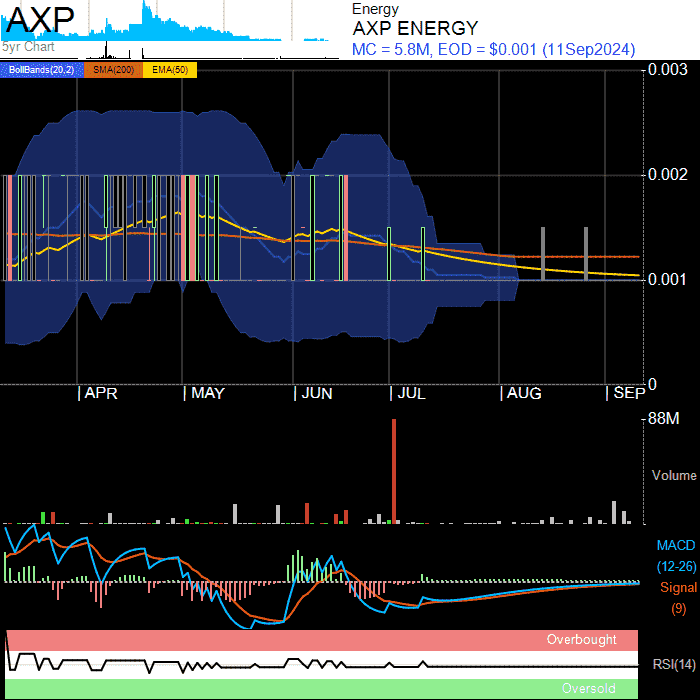 AXP
5yr Chart
Energy
AXP ENERGY
MC = 5.8M, EOD = $0.001 (11Sep2024)
BollBands(20,2) SMA(200) EMA(50)
0.003
0.002
0.001
0
| APR | MAY | JUN | JUL | AUG | SEP
88M
Volume
MACD
(12-26)
Signal
(9)
Overbought
RSI(14)
Oversold